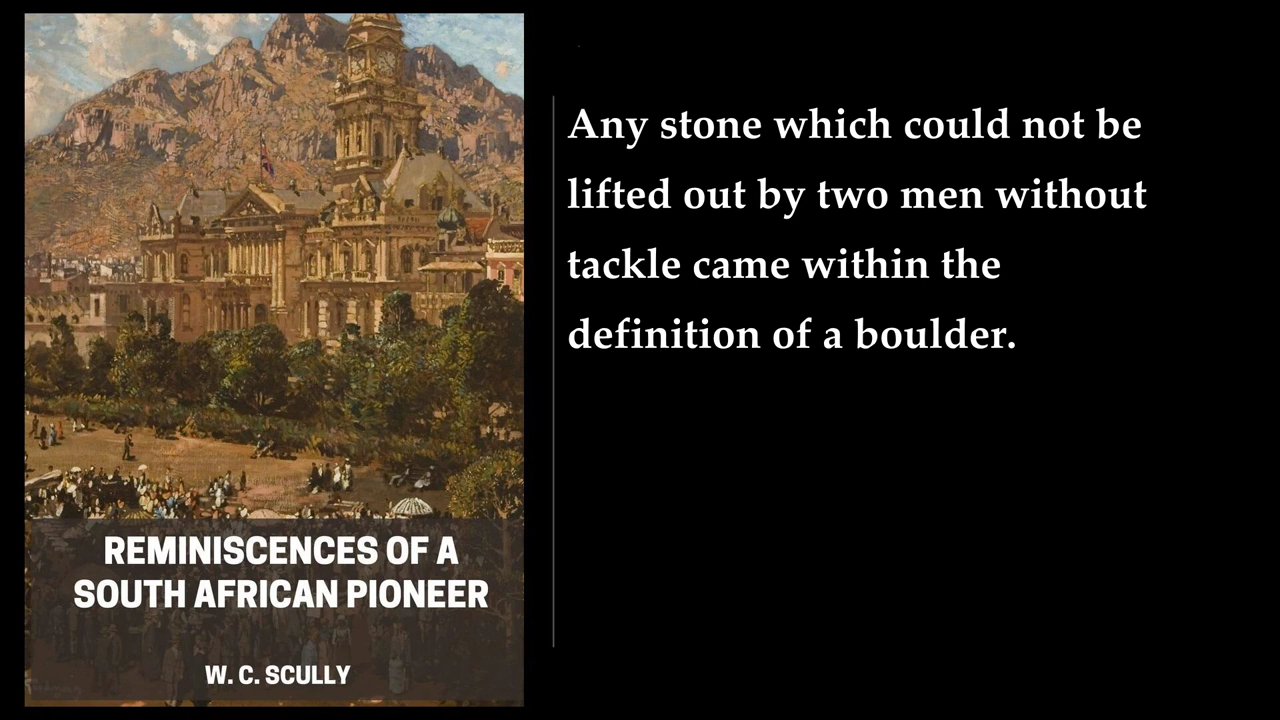 Any stone which could not be
lifted out by two men without
tackle came within the
definition of a boulder.
REMINISCENCES OF A
SOUTH AFRICAN PIONEER
W. C. SCULLY